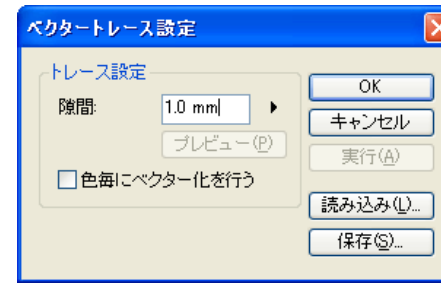 ベクタートレース設定
トレース設定
隙間:
1.0 mm
プレビュー(P)
色毎にベクター化を行う
OK
キャンセル
実行(A)
読み込み(L)...
保存(S)...